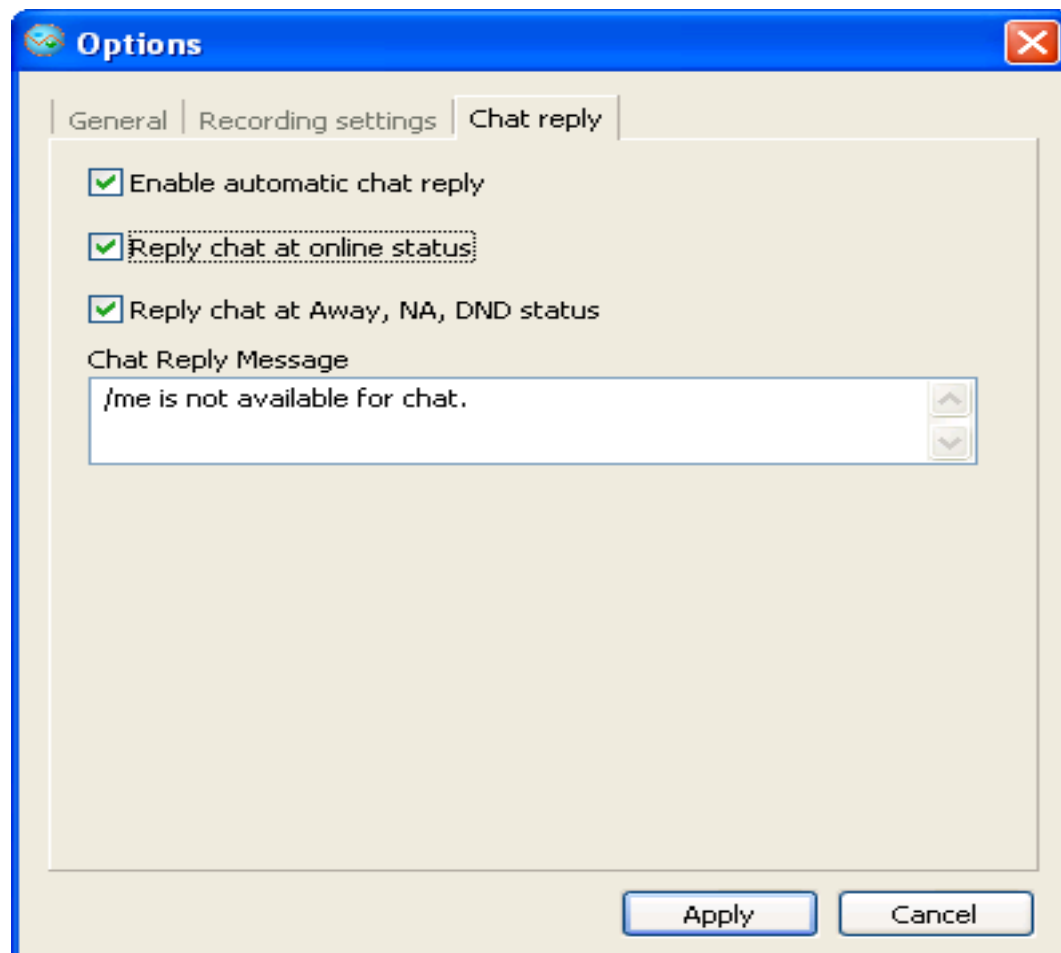 Options
General Recording settings Chat reply
Enable automatic chat reply
Reply chat at online status
Reply chat at Away, NA, DND status
Chat Reply Message
/me is not available for chat.
Apply Cancel